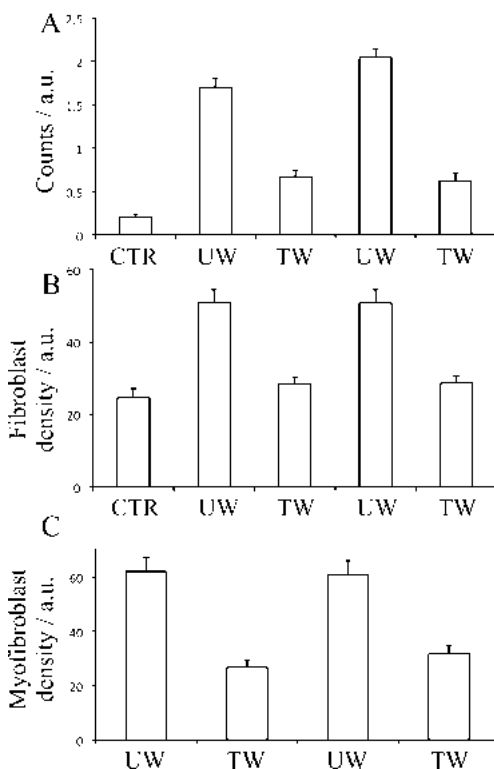 A
Counts / a.u.
2.5
2
1.5
1
0.5
0
CTR UW TW UW TW
B
Fibroblast
density / a.u.
60
40
20
0
CTR UW TW UW TW
C
Myofibroblast
density / a.u.
60
40
20
0
UW TW UW TW